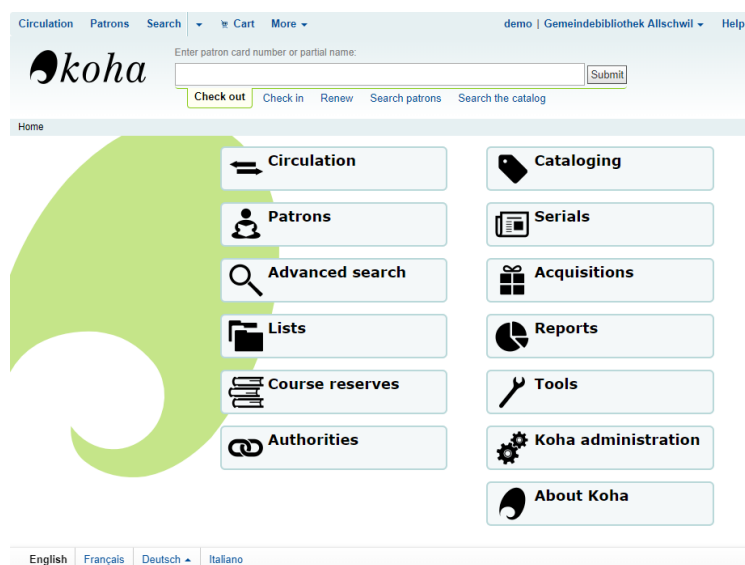 Circulation Patrons Search Cart More demo | Gemeindebibliothek Allschwil Help
koha
Enter patron card number or partial name:
Submit
Check out Check in Renew Search patrons Search the catalog
Home
Circulation Cataloging
Patrons Serials
Advanced search Acquisitions
Lists Reports
Course reserves Tools
Authorities Koha administration
About Koha
English Français Deutsch Italiano